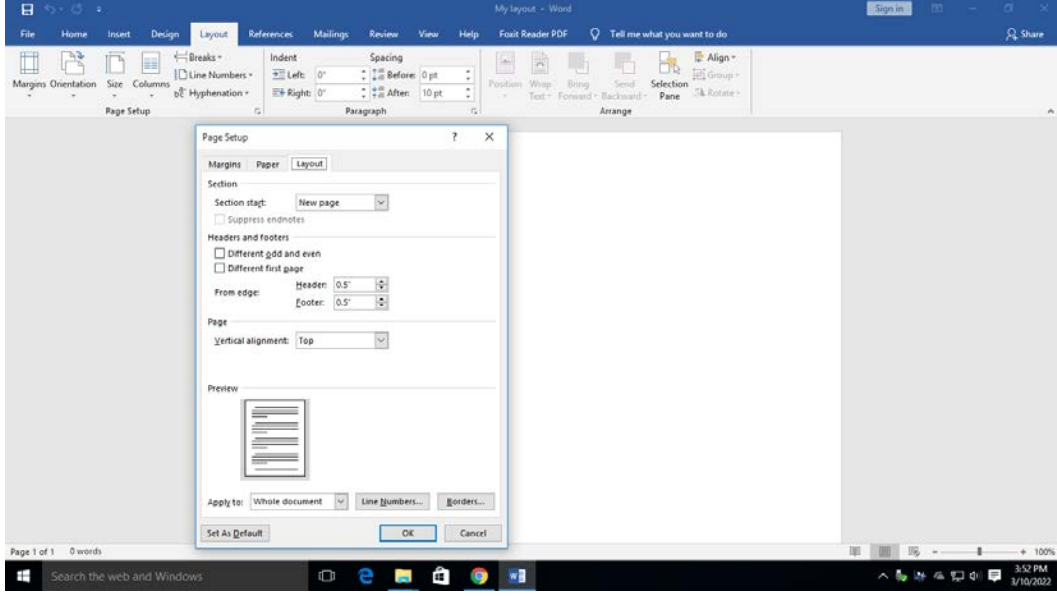 My layout - Word
Sign in
File Home Insert Design Layout References Mailings Review View Help Foxit Reader PDF Tell me what you want to do Share
Margins Orientation Size Columns
Breaks
Line Numbers
Hyphenation
Page Setup
Indent
Left: 0"
Right: 0"
Spacing
Before: 0 pt
After: 10 pt
Paragraph
Position Wrap Text Bring Forward Send Backward Selection Pane
Align
Group
Rotate
Arrange
Page Setup ?
Margins Paper Layout
Section
Section start: New page
Suppress endnotes
Headers and footers
Different odd and even
Different first page
From edge:
Header: 0.5"
Footer: 0.5"
Page
Vertical alignment: Top
Preview
Apply to: Whole document Line Numbers... Borders...
Set As Default OK Cancel
Page 1 of 1 0 words 100%
Search the web and Windows
3:52 PM
3/10/2022